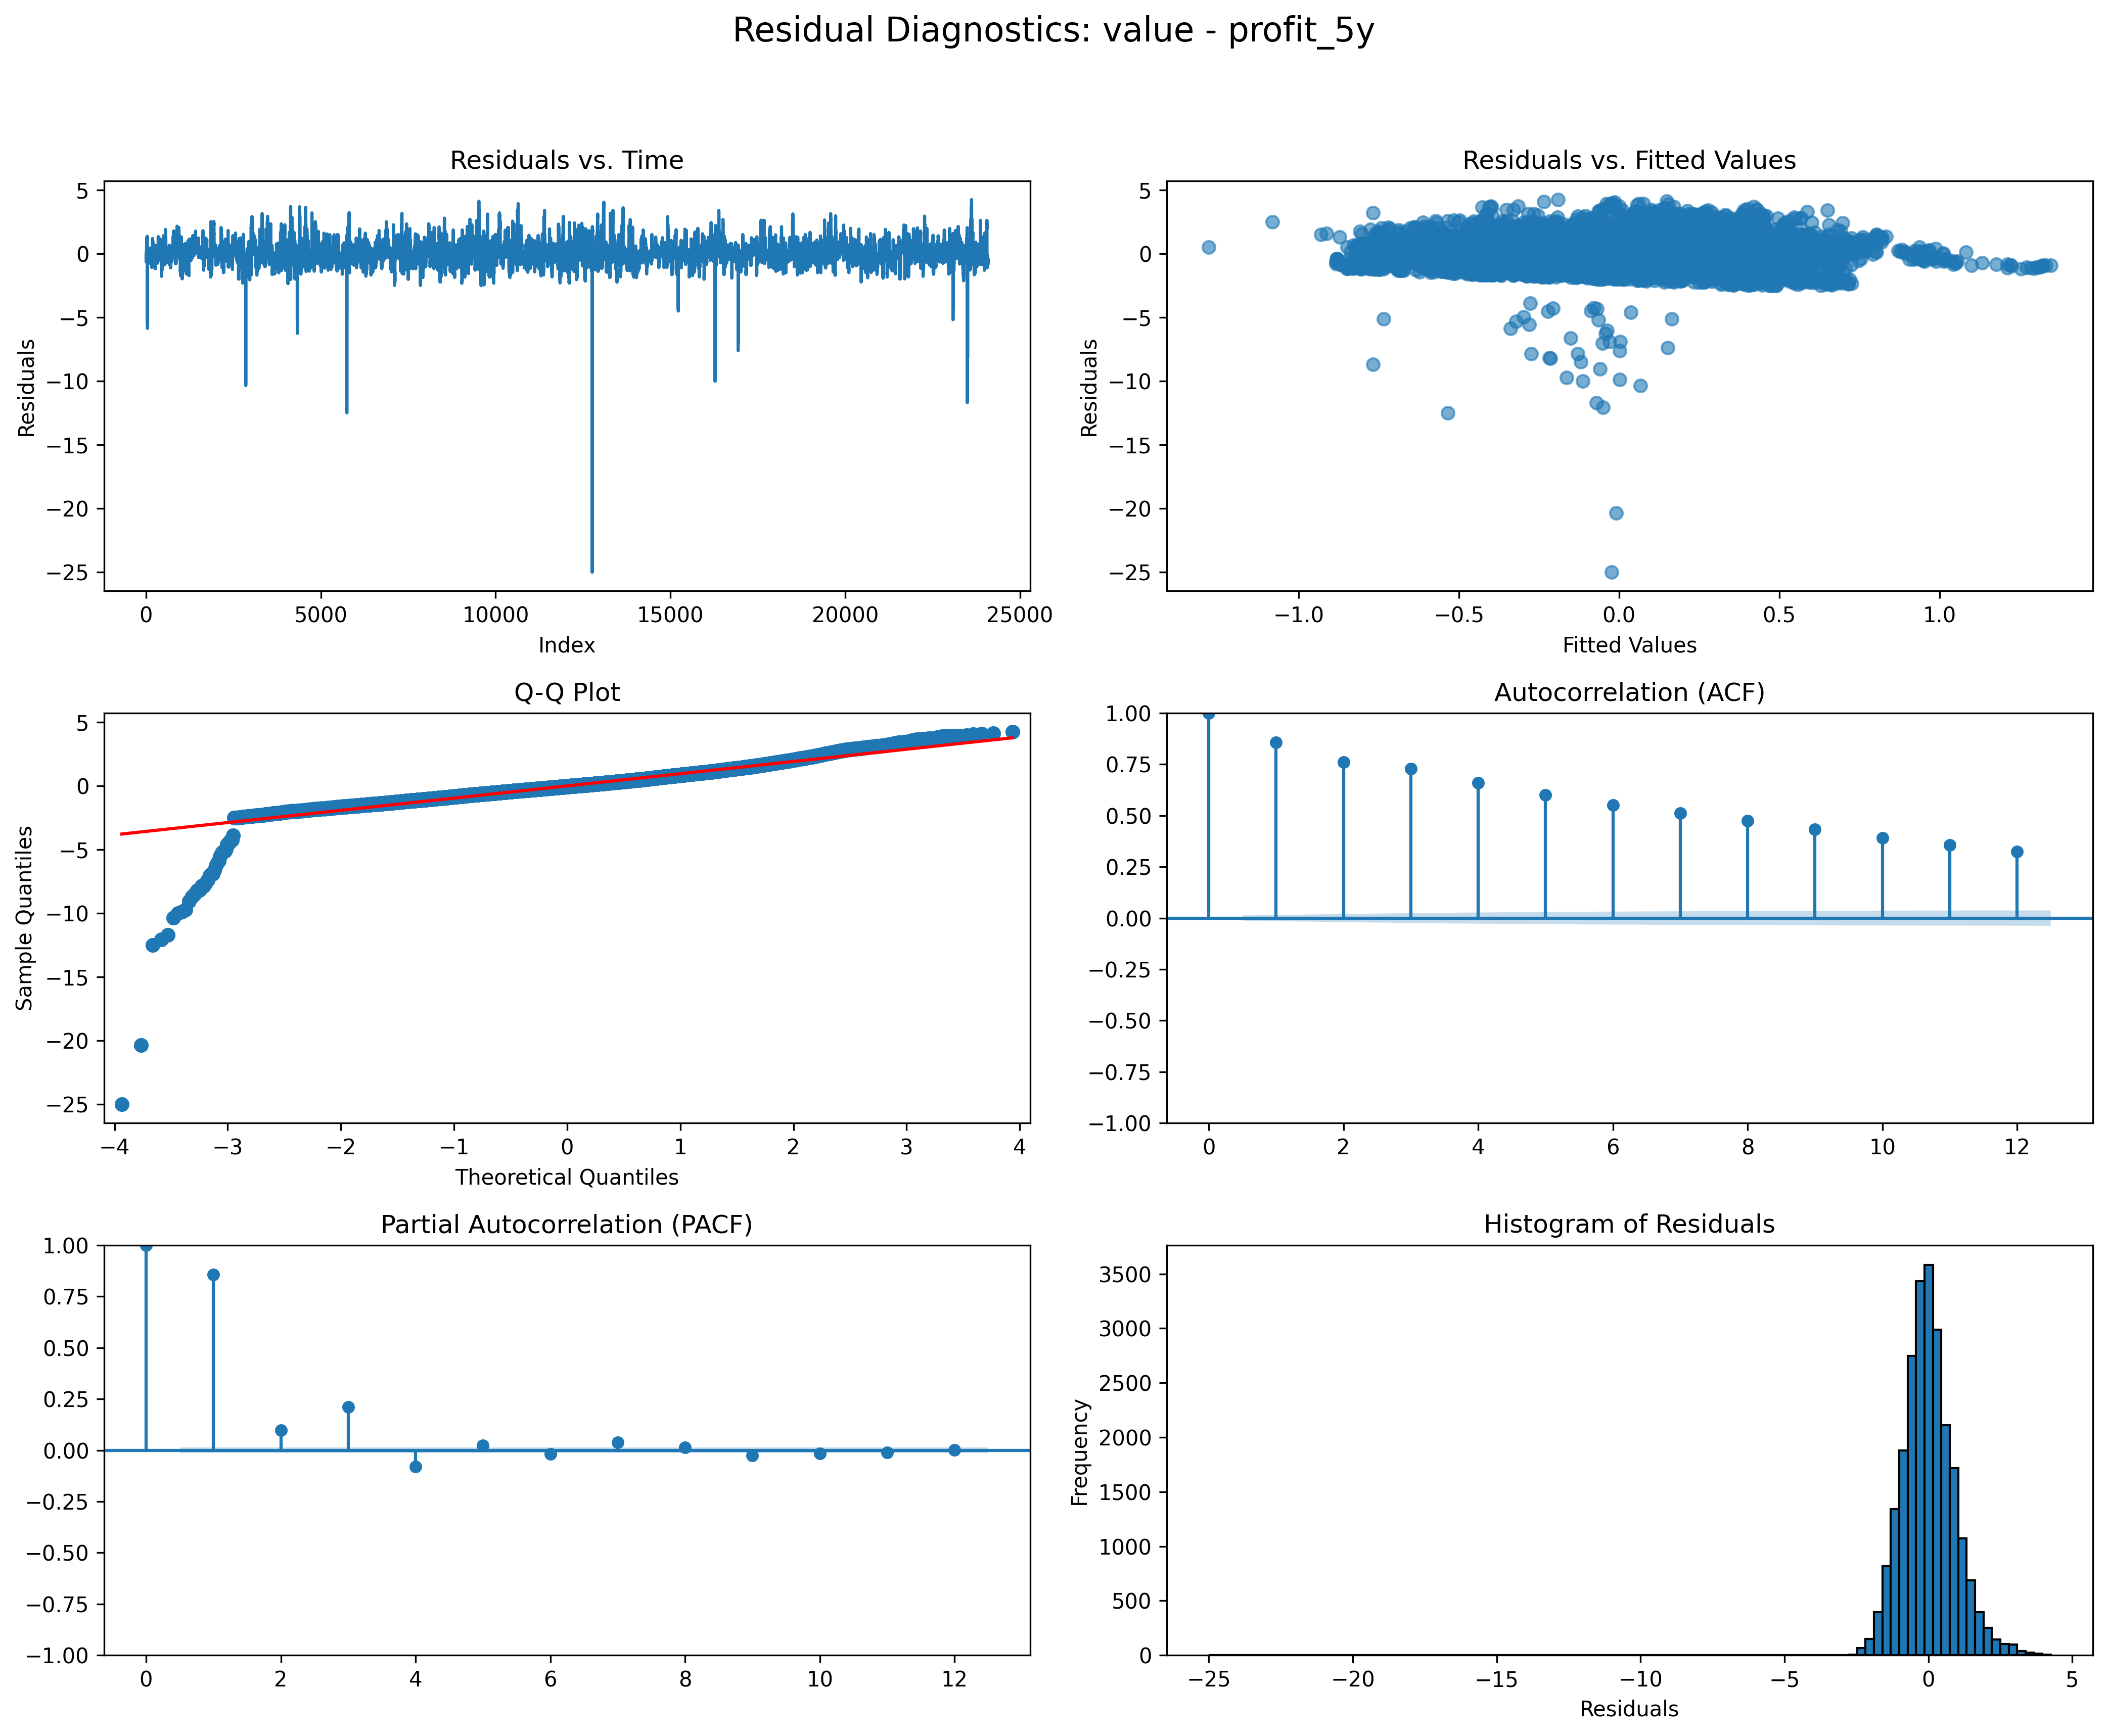 Residual Diagnostics: value - profit_5y
Residuals vs. Time
5
0
−5
−10
−15
−20
−25
Residuals
0 5000 10000 15000 20000 25000
Index
Residuals vs. Fitted Values
5
0
−5
−10
−15
−20
−25
Residuals
−1.0 −0.5 0.0 0.5 1.0
Fitted Values
Q-Q Plot
5
0
−5
−10
−15
−20
−25
Sample Quantiles
−4 −3 −2 −1 0 1 2 3 4
Theoretical Quantiles
Autocorrelation (ACF)
1.00
0.75
0.50
0.25
0.00
−0.25
−0.50
−0.75
−1.00
0 2 4 6 8 10 12
Partial Autocorrelation (PACF)
1.00
0.75
0.50
0.25
0.00
−0.25
−0.50
−0.75
−1.00
0 2 4 6 8 10 12
Histogram of Residuals
3500
3000
2500
2000
1500
1000
500
0
Frequency
−25 −20 −15 −10 −5 0 5
Residuals